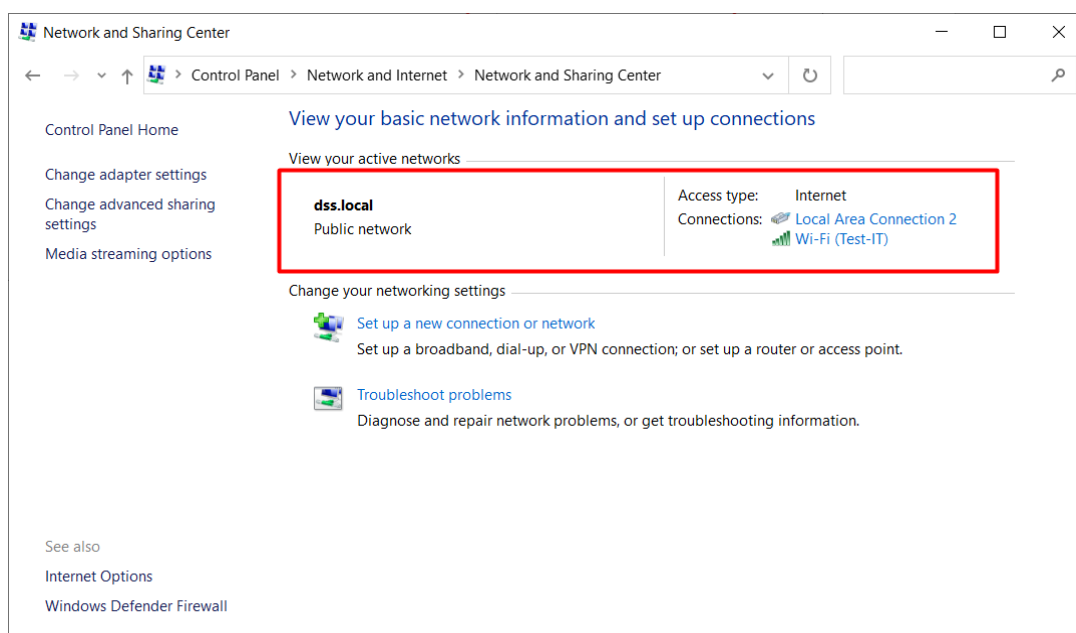 Network and Sharing Center
Control Panel > Network and Internet > Network and Sharing Center
Control Panel Home
Change adapter settings
Change advanced sharing
settings
Media streaming options
View your basic network information and set up connections
View your active networks
dss.local
Public network
Access type: Internet
Connections: Local Area Connection 2
Wi-Fi (Test-IT)
Change your networking settings
Set up a new connection or network
Set up a broadband, dial-up, or VPN connection; or set up a router or access point.
Troubleshoot problems
Diagnose and repair network problems, or get troubleshooting information.
See also
Internet Options
Windows Defender Firewall